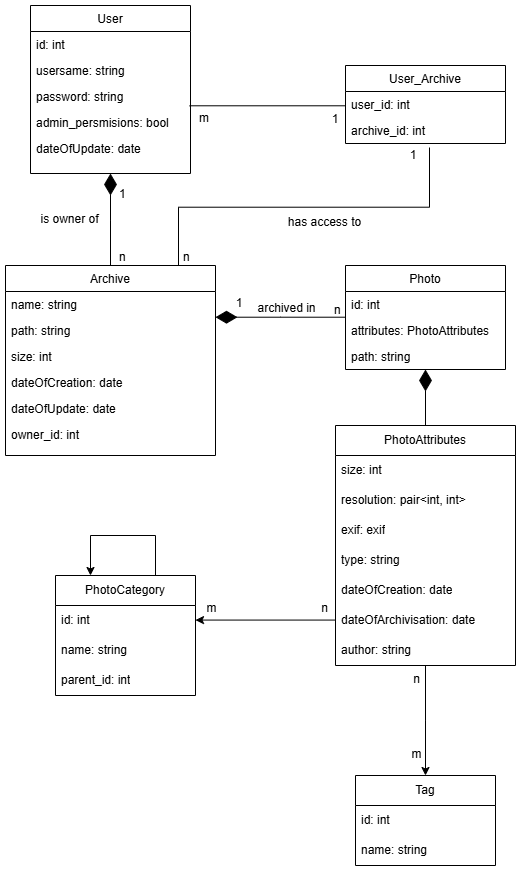 User
id: int
usersame: string
password: string
admin_persmisions: bool
dateOfUpdate: date
User_Archive
user_id: int
archive_id: int
m
1
1
1
is owner of
has access to
n
n
Archive
name: string
path: string
size: int
dateOfCreation: date
dateOfUpdate: date
owner_id: int
1
archived in
n
Photo
id: int
attributes: PhotoAttributes
path: string
PhotoAttributes
size: int
resolution: pair<int, int>
exif: exif
type: string
dateOfCreation: date
dateOfArchivisation: date
author: string
PhotoCategory
id: int
name: string
parent_id: int
m
n
n
m
Tag
id: int
name: string